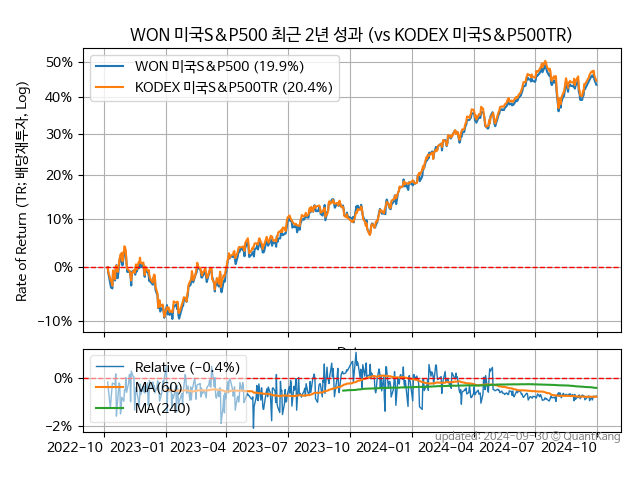 WON 미국S&P500 최근 2년 성과 (vs KODEX 미국S&P500TR)
WON 미국S&P500 (19.9%)
KODEX 미국S&P500TR (20.4%)
Rate of Return (TR: 배당재투자, Log)
50%
40%
30%
20%
10%
0%
−10%
Relative (−0.4%)
MA(60)
MA(240)
0%
−2%
2022−10 2023−01 2023−04 2023−07 2023−10 2024−01 2024−04 2024−07 2024−10
updated: 2024−09−30 © QuantKang